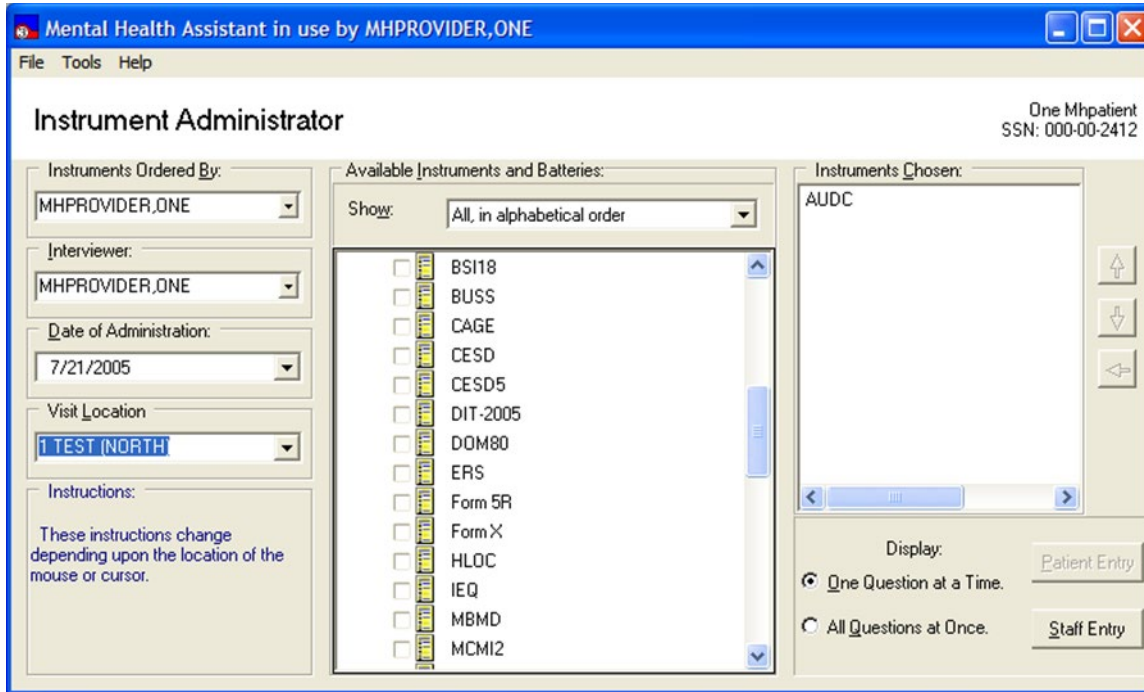 Mental Health Assistant in use by MHPROVIDER,ONE
File Tools Help
Instrument Administrator
One Mhpatient
SSN: 000-00-2412
Instruments Ordered By:
MHPROVIDER,ONE
Interviewer:
MHPROVIDER,ONE
Date of Administration:
7/21/2005
Visit Location
1 TEST (NORTH)
Instructions:
These instructions change
depending upon the location of the
mouse or cursor.
Available Instruments and Batteries:
Show: All, in alphabetical order
BSI18
BUSS
CAGE
CESD
CESD5
DIT-2005
DOM80
ERS
Form 5R
Form X
HLOC
IEQ
MBMD
MCMI2
Instruments Chosen:
AUDC
Display:
One Question at a Time.
All Questions at Once.
Patient Entry
Staff Entry